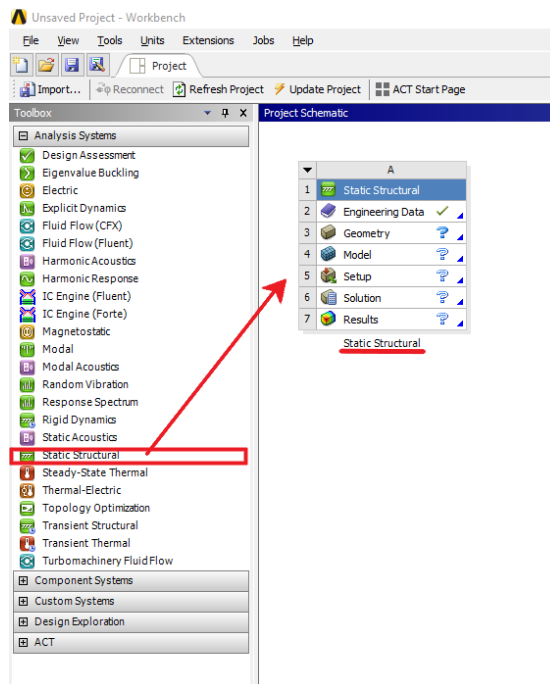 Unsaved Project - Workbench
File View Tools Units Extensions Jobs Help
Project
Import... Reconnect Refresh Project Update Project ACT Start Page
Toolbox
Project Schematic
Analysis Systems
Design Assessment
Eigenvalue Buckling
Electric
Explicit Dynamics
Fluid Flow (CFX)
Fluid Flow (Fluent)
Harmonic Acoustics
Harmonic Response
IC Engine (Fluent)
IC Engine (Forte)
Magnetostatic
Modal
Modal Acoustics
Random Vibration
Response Spectrum
Rigid Dynamics
Static Acoustics
Static Structural
Steady-State Thermal
Thermal-Electric
Topology Optimization
Transient Structural
Transient Thermal
Turbomachinery Fluid Flow
Component Systems
Custom Systems
Design Exploration
ACT
A
1 Static Structural
2 Engineering Data
3 Geometry
4 Model
5 Setup
6 Solution
7 Results
Static Structural